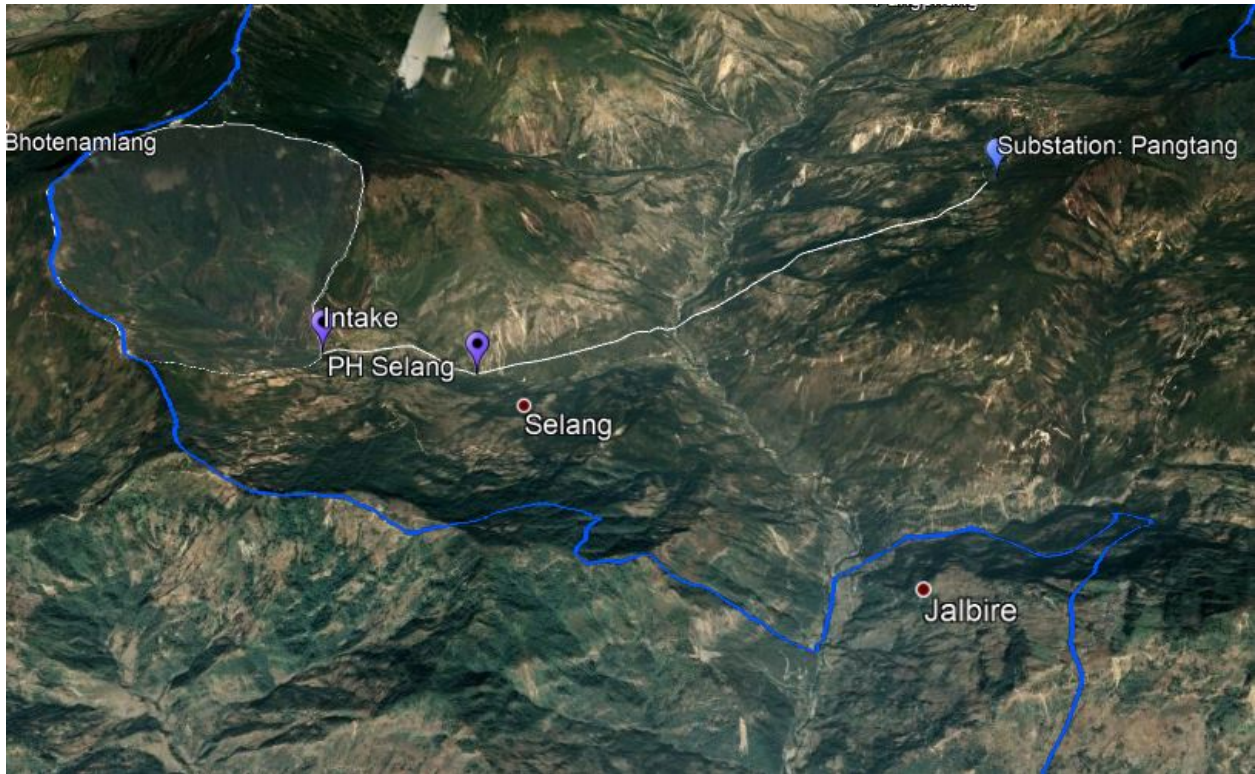 Bhotenamlang
Substation: Pangtang
Intake
PH Selang
Selang
Jalbire